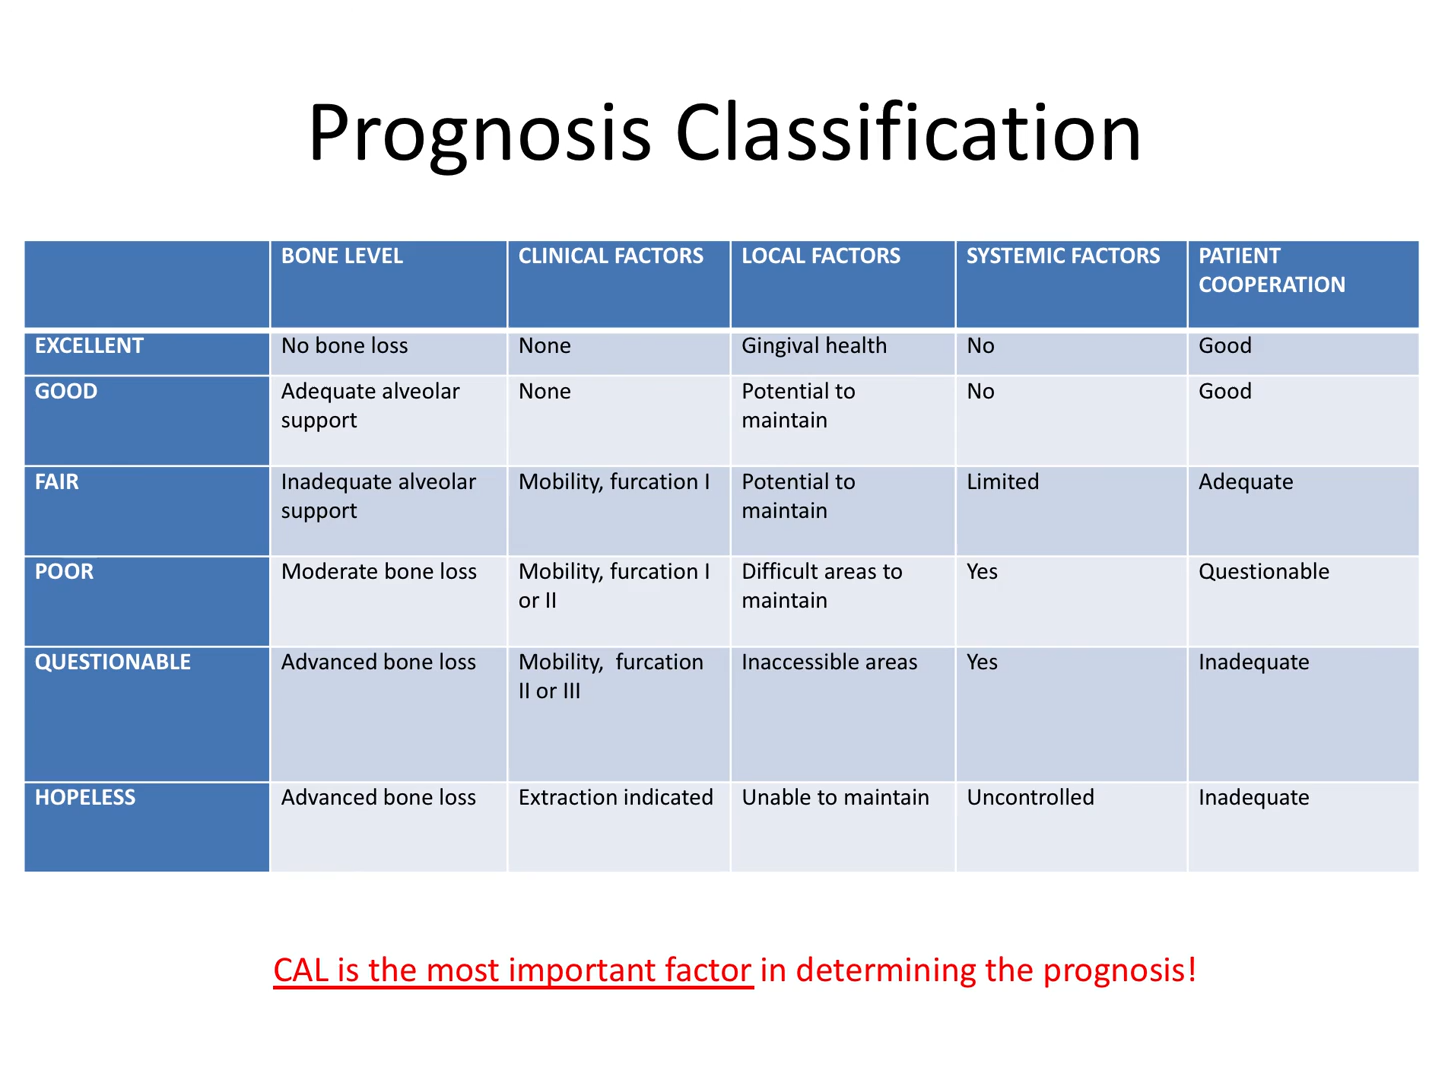 Prognosis Classification
BONE LEVEL CLINICAL FACTORS LOCAL FACTORS SYSTEMIC FACTORS PATIENT
COOPERATION
EXCELLENT No bone loss None Gingival health No Good
GOOD Adequate alveolar None Potential to No Good
support maintain
FAIR Inadequate alveolar Mobility, furcation I Potential to Limited Adequate
support maintain
POOR Moderate bone loss Mobility, furcation I Difficult areas to Yes Questionable
or II maintain
QUESTIONABLE Advanced bone loss Mobility, furcation Inaccessible areas Yes Inadequate
II or III
HOPELESS Advanced bone loss Extraction indicated Unable to maintain Uncontrolled Inadequate
CAL is the most important factor in determining the prognosis!